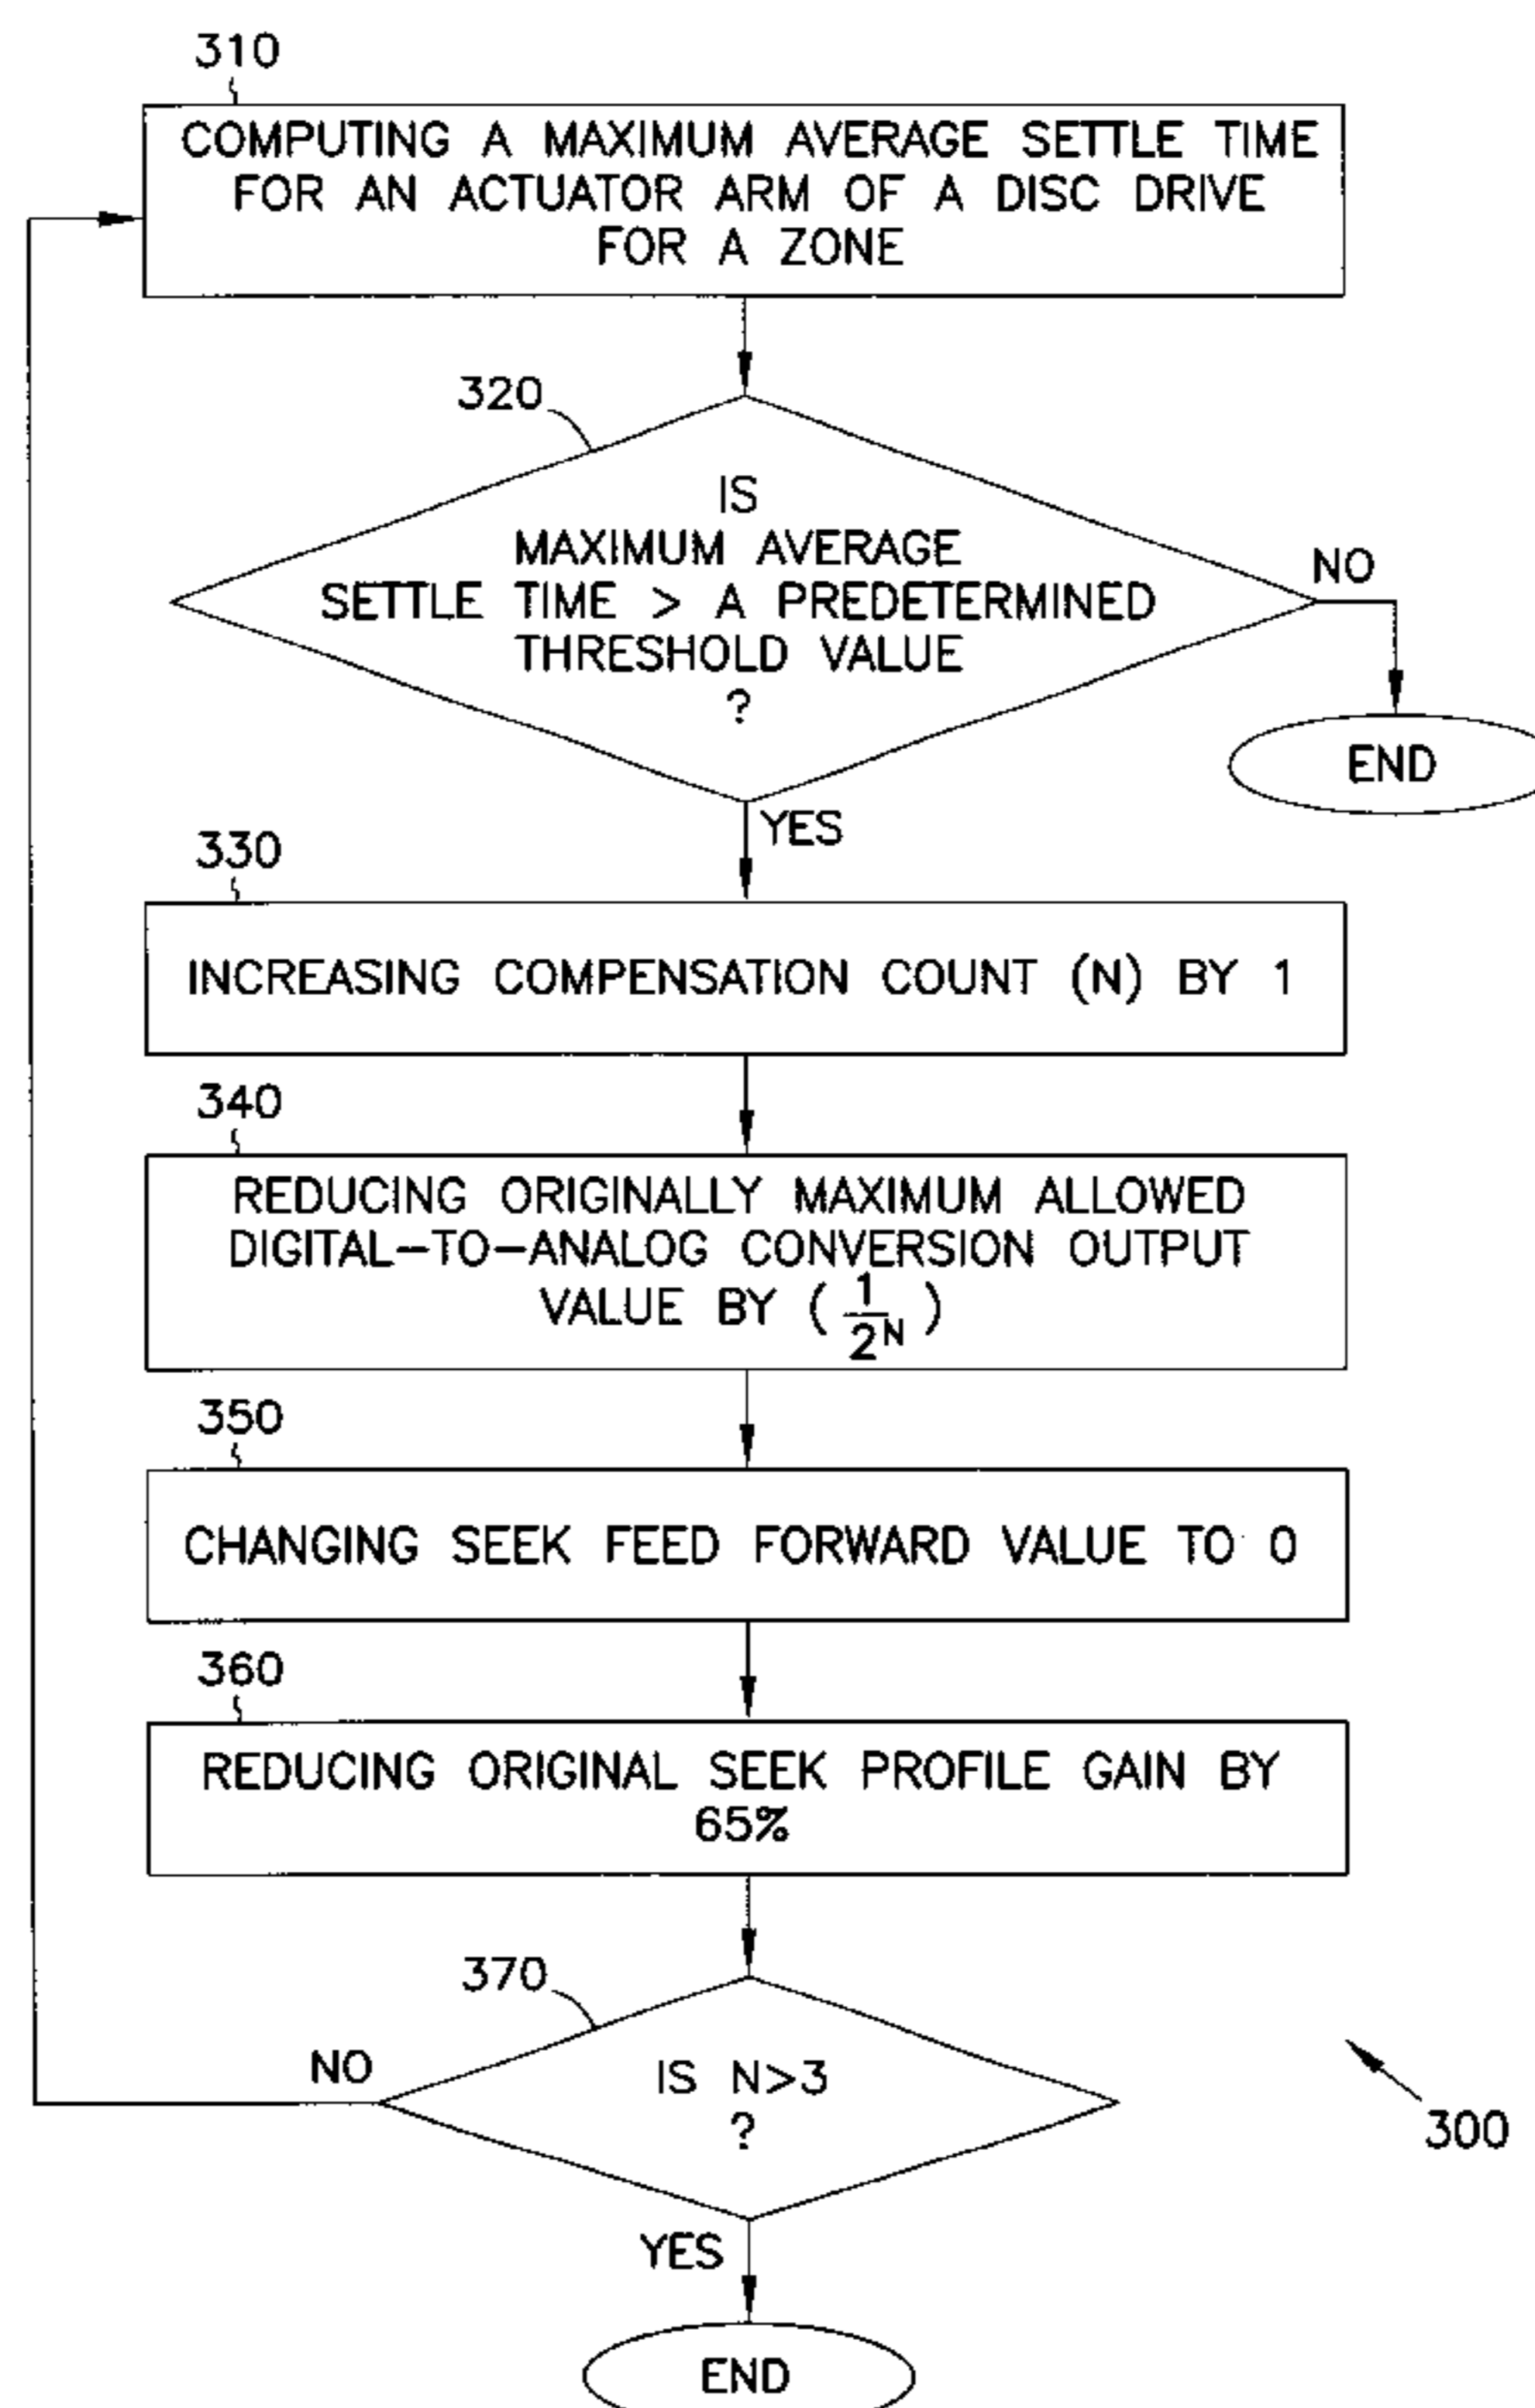 310
COMPUTING A MAXIMUM AVERAGE SETTLE TIME
FOR AN ACTUATOR ARM OF A DISC DRIVE
FOR A ZONE
320
IS
MAXIMUM AVERAGE
SETTLE TIME > A PREDETERMINED
THRESHOLD VALUE
?
NO
END
YES
330
INCREASING COMPENSATION COUNT (N) BY 1
340
REDUCING ORIGINALLY MAXIMUM ALLOWED
DIGITAL-TO-ANALOG CONVERSION OUTPUT
VALUE BY (1/2^N)
350
CHANGING SEEK FEED FORWARD VALUE TO 0
360
REDUCING ORIGINAL SEEK PROFILE GAIN BY
65%
370
NO
IS N>3
?
300
YES
END